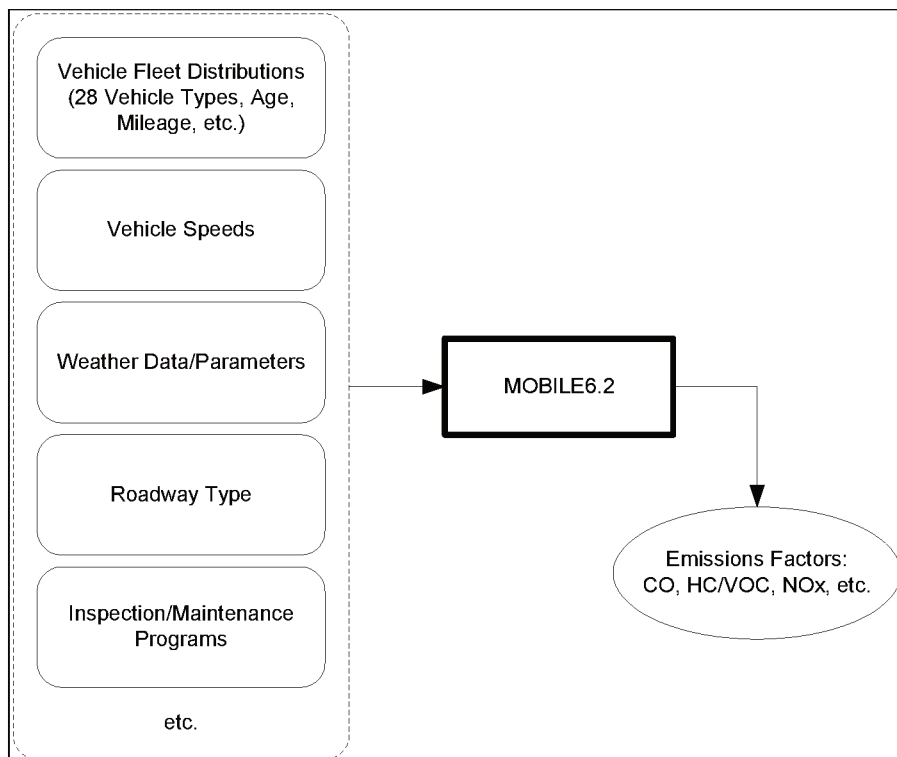 Vehicle Fleet Distributions
(28 Vehicle Types, Age,
Mileage, etc.)
Vehicle Speeds
Weather Data/Parameters
Roadway Type
Inspection/Maintenance
Programs
etc.
MOBILE6.2
Emissions Factors:
CO, HC/VOC, NOx, etc.